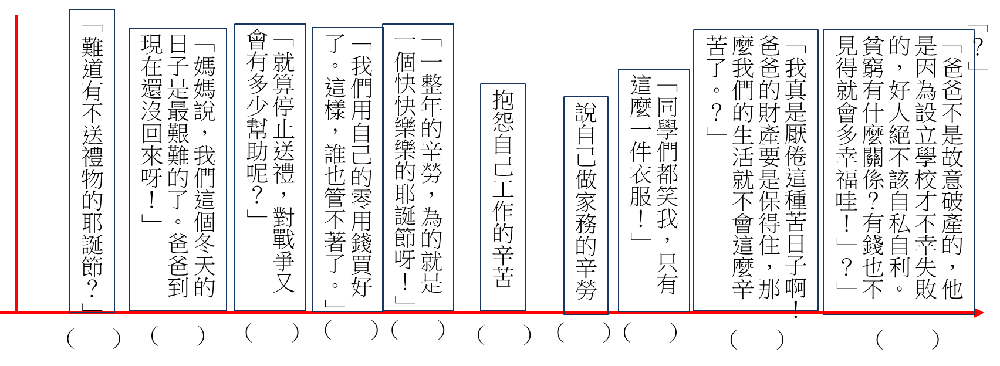 「難道有不送禮物的耶誕節？」
「媽媽說，我們這個冬天的
日子是最艱難的了。爸爸到
現在還沒回來呀！」
「就算停止送禮，對戰爭又
會有多少幫助呢？」
「我們用自己的零用錢買好
了。這樣，誰也管不著了。」
「一整年的辛勞，為的就是
一個快快樂樂的耶誕節呀！」
抱怨自己工作的辛苦
說自己做家務的辛勞
「同學們都笑我，只有
這麼一件衣服！」
「我真是厭倦這種苦日子啊！
爸爸的財產要是保得住，那
麼我們的生活就不會這麼辛
苦了。？」
「？」
「爸爸不是故意破產的，他
是因為設立學校才不幸失敗
的，好人絕不該自私自利。
貧窮有什麼關係？有錢也不
見得就會多幸福哇！」？」
（　　）
（　　）
（　　）
（　　）
（　　）
（　　）
（　　）
（　　）
（　　）
（　　）